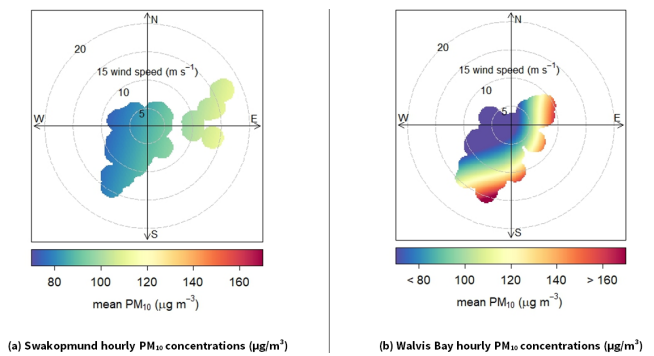 N
20
15 wind speed (m s⁻¹)
10
5
W
E
S
80 100 120 140 160
mean PM₁₀ (µg m⁻³)
(a) Swakopmund hourly PM₁₀ concentrations (µg/m³)
N
20
15 wind speed (m s⁻¹)
10
5
W
E
S
< 80 100 120 140 > 160
mean PM₁₀ (µg m⁻³)
(b) Walvis Bay hourly PM₁₀ concentrations (µg/m³)